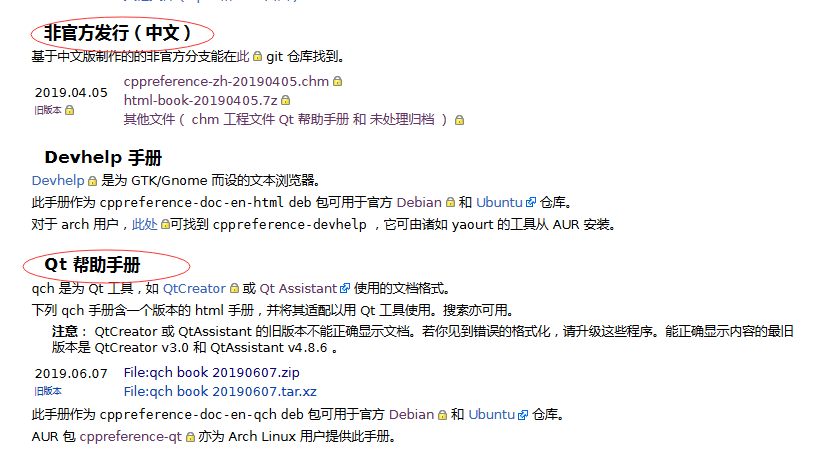 非官方发行（中文）
基于中文版制作的的非官方分支能在此 git 仓库找到。
2019.04.05
旧版本
cppreference-zh-20190405.chm
html-book-20190405.7z
其他文件（ chm 工程文件 Qt 帮助手册 和 未处理归档 ）
Devhelp 手册
Devhelp 是为 GTK/Gnome 而设的文本浏览器。
此手册作为 cppreference-doc-en-html deb 包可用于官方 Debian 和 Ubuntu 仓库。
对于 arch 用户，此处 可找到 cppreference-devhelp ，它可由诸如 yaourt 的工具从 AUR 安装。
Qt 帮助手册
qch 是为 Qt 工具，如 QtCreator 或 Qt Assistant 使用的文档格式。
下列 qch 手册含一个版本的 html 手册，并将其适配以用 Qt 工具使用。搜索亦可用。
注意： QtCreator 或 QtAssistant 的旧版本不能正确显示文档。若你见到错误的格式化，请升级这些程序。能正确显示内容的最旧
版本是 QtCreator v3.0 和 QtAssistant v4.8.6 。
2019.06.07
旧版本
File:qch book 20190607.zip
File:qch book 20190607.tar.xz
此手册作为 cppreference-doc-en-qch deb 包可用于官方 Debian 和 Ubuntu 仓库。
AUR 包 cppreference-qt 亦为 Arch Linux 用户提供此手册。